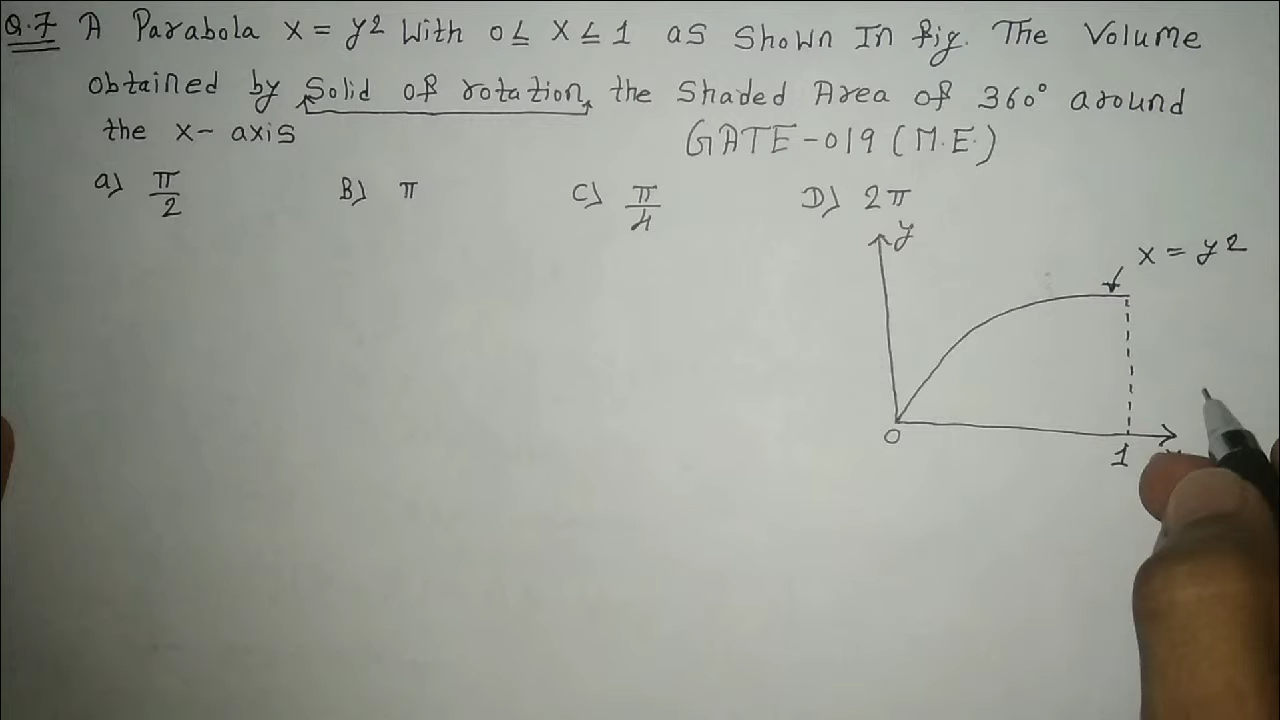 Q.7 A Parabola x = y2 With 0 ≤ x ≤ 1 as shown In fig. The Volume
obtained by Solid of rotation, the Shaded Area of 360° around
the x-axis
GATE-019 (M.E.)
a) π/2 B) π C) π/4 D) 2π
y
x = y2
0
1